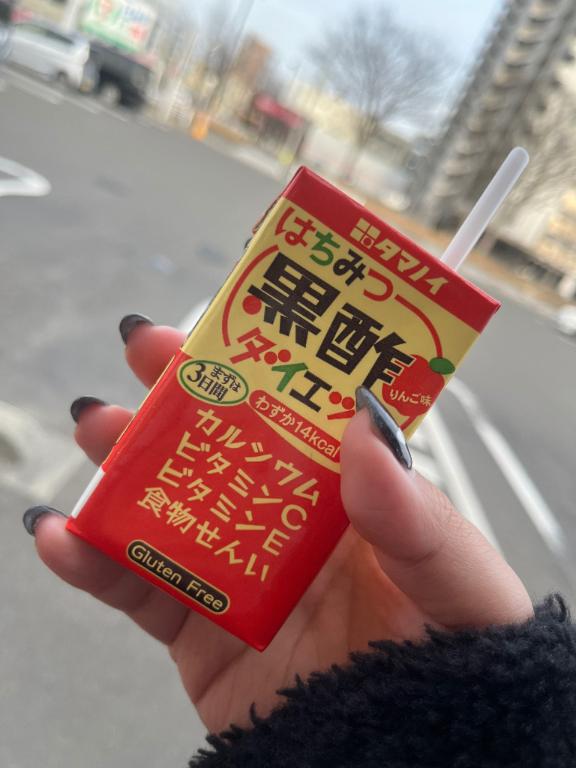 タマノイ
はちみつ
黒酢
ダイエット
りんご味
まずは
3日間
わずか14kcal
カルシウム
ビタミンC
ビタミンE
食物せんい
Gluten Free